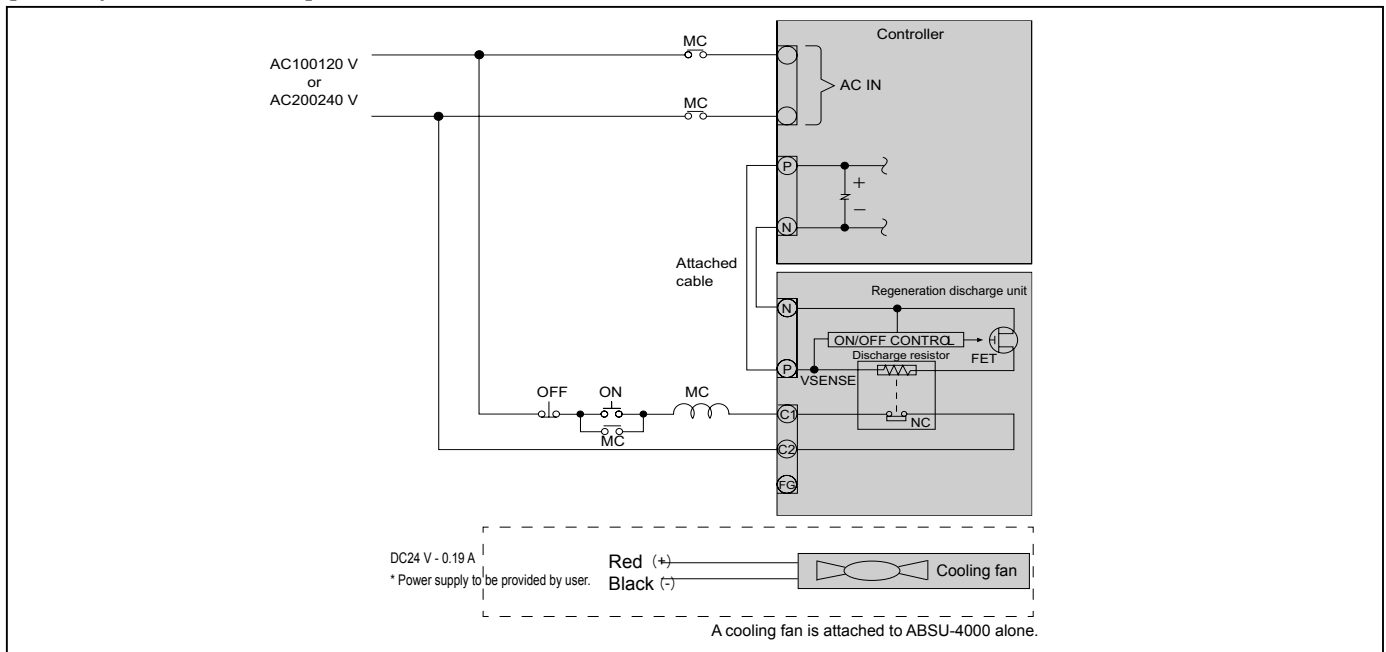 MC
Controller
AC100120 V
or
AC200240 V
AC IN
MC
P
+
−
N
Attached
cable
Regeneration discharge unit
N
ON/OFF CONTROL
Discharge resistor
FET
P
VSENSE
OFF
ON
MC
C1
NC
MC
C2
FG
DC24 V - 0.19 A
* Power supply to be provided by user.
Red (+)
Black (-)
Cooling fan
A cooling fan is attached to ABSU-4000 alone.